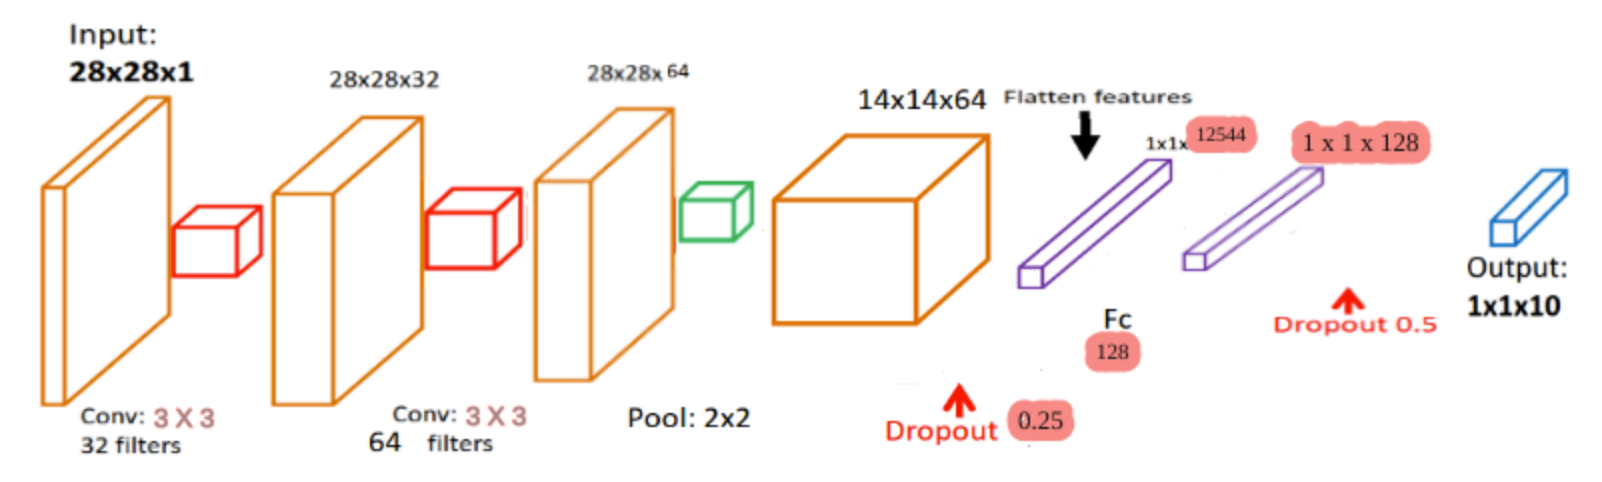 Input:
28x28x1
28x28x32
28x28x 64
14x14x64
Flatten features
1x1x 12544
1 x 1 x 128
Conv: 3 X 3
32 filters
Conv: 3 X 3
64 filters
Pool: 2x2
Dropout 0.25
Fc
128
Dropout 0.5
Output:
1x1x10